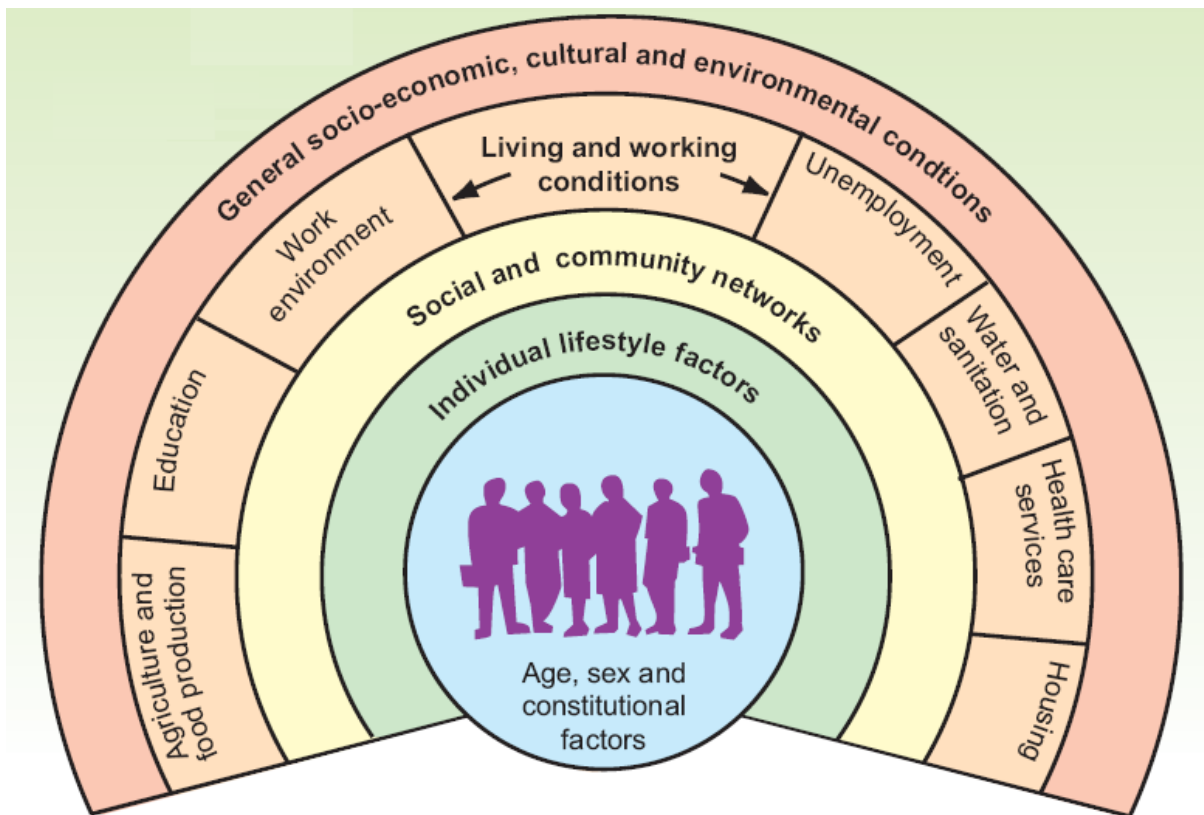 General socio-economic, cultural and environmental condtions
Living and working
conditions
Agriculture and
food production
Education
Work
environment
Unemployment
Water and
sanitation
Health care
services
Housing
Social and community networks
Individual lifestyle factors
Age, sex and
constitutional
factors